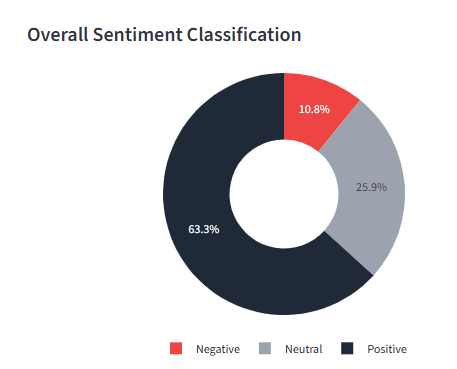 Overall Sentiment Classification
10.8%
25.9%
63.3%
Negative
Neutral
Positive